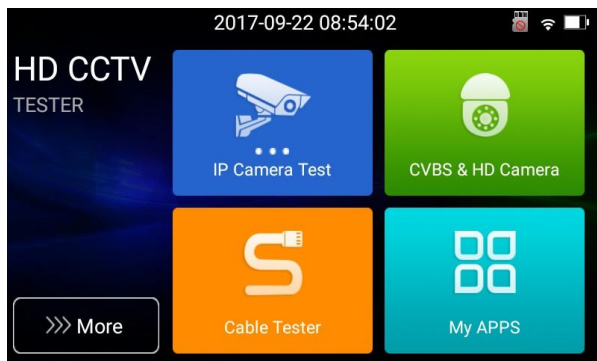 2017-09-22 08:54:02
HD CCTV
TESTER
IP Camera Test
CVBS & HD Camera
Cable Tester
My APPS
>>> More